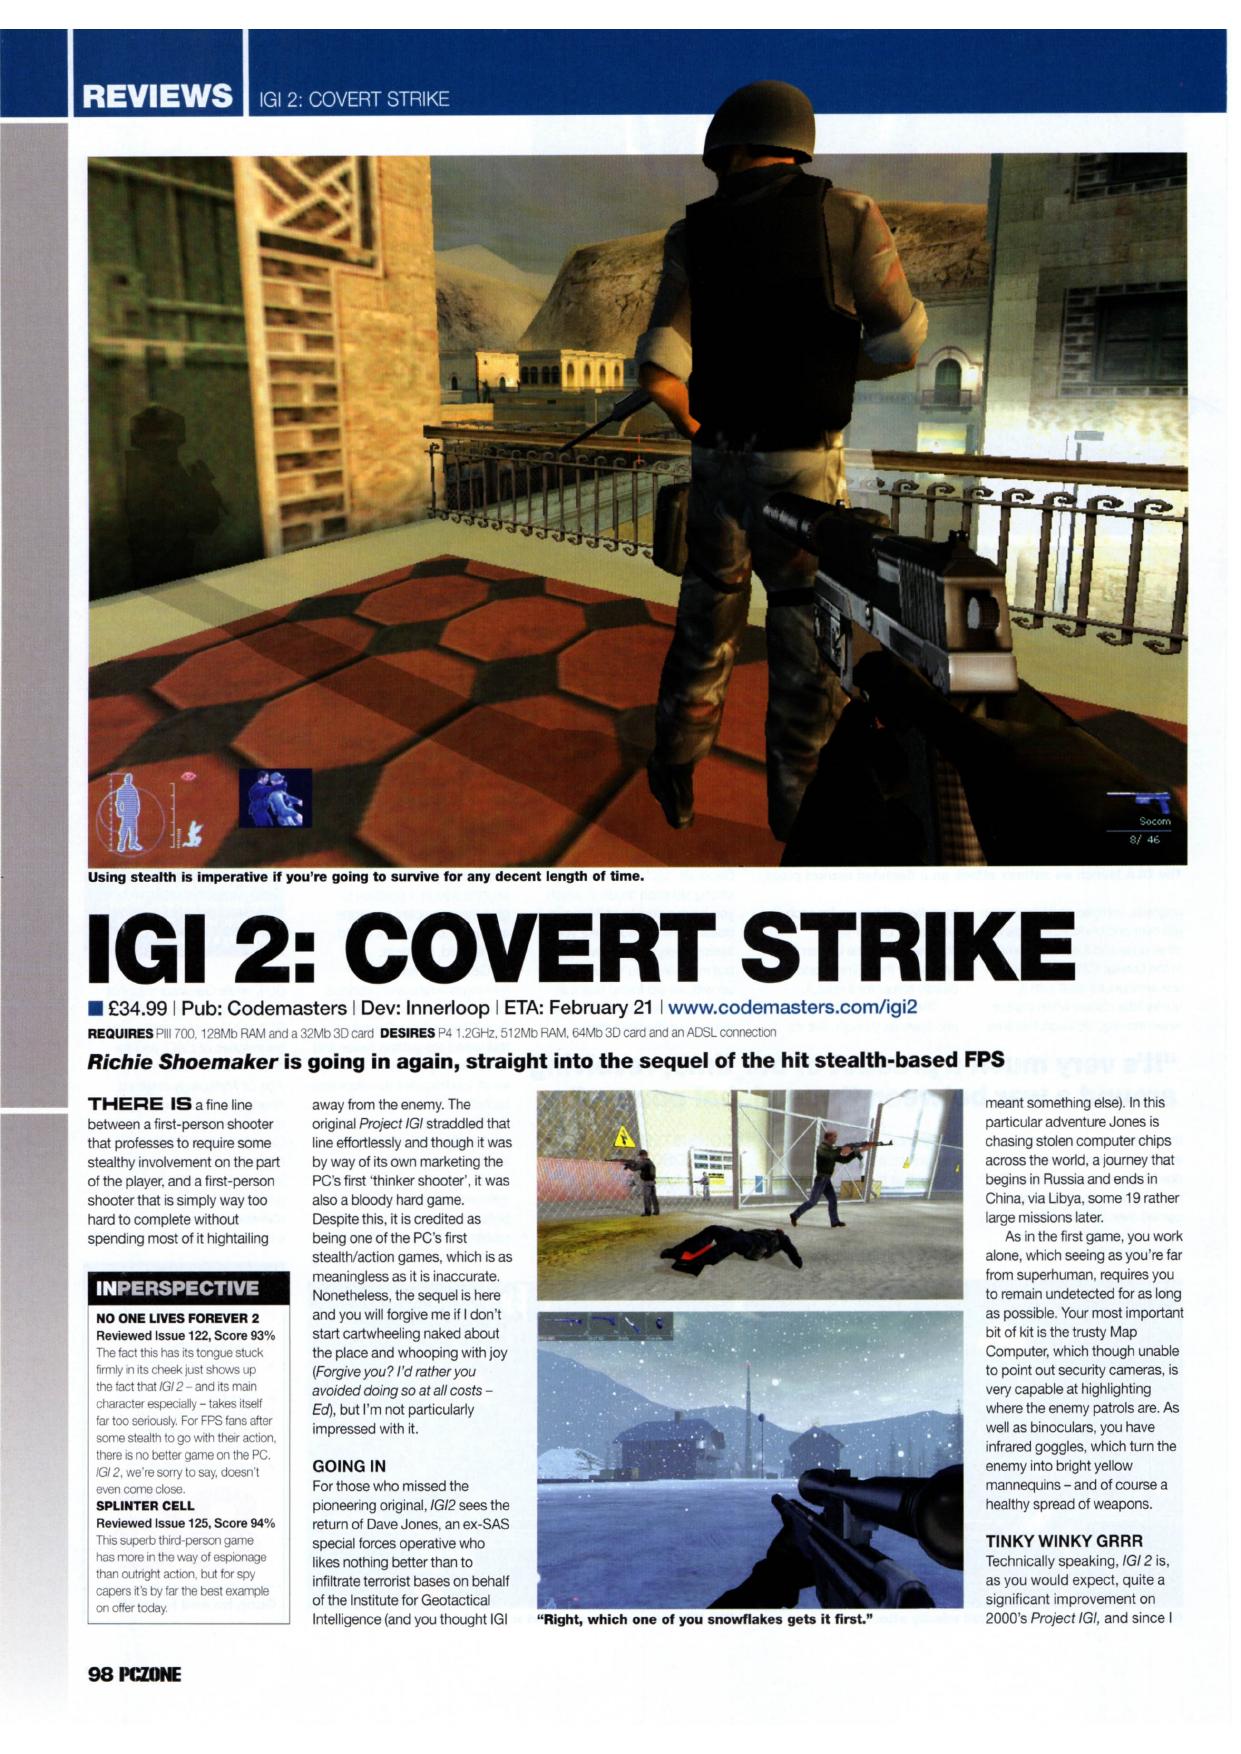 REVIEWS
IGI 2: COVERT STRIKE
Socom
8/ 46
Using stealth is imperative if you're going to survive for any decent length of time.
IGI 2: COVERT STRIKE
£34.99 | Pub: Codemasters | Dev: Innerloop | ETA: February 21 | www.codemasters.com/igi2
REQUIRES PIII 700, 128Mb RAM and a 32Mb 3D card DESIRES P4 1.2GHz, 512Mb RAM, 64Mb 3D card and an ADSL connection
Richie Shoemaker is going in again, straight into the sequel of the hit stealth-based FPS
THERE IS a fine line
between a first-person shooter
that professes to require some
stealthy involvement on the part
of the player, and a first-person
shooter that is simply way too
hard to complete without
spending most of it hightailing
INPERSPECTIVE
NO ONE LIVES FOREVER 2
Reviewed Issue 122, Score 93%
The fact this has its tongue stuck
firmly in its cheek just shows up
the fact that IGI 2 – and its main
character especially – takes itself
far too seriously. For FPS fans after
some stealth to go with their action,
there is no better game on the PC.
IGI 2, we're sorry to say, doesn't
even come close.
SPLINTER CELL
Reviewed Issue 125, Score 94%
This superb third-person game
has more in the way of espionage
than outright action, but for spy
capers it's by far the best example
on offer today.
away from the enemy. The
original Project IGI straddled that
line effortlessly and though it was
by way of its own marketing the
PC's first 'thinker shooter', it was
also a bloody hard game.
Despite this, it is credited as
being one of the PC's first
stealth/action games, which is as
meaningless as it is inaccurate.
Nonetheless, the sequel is here
and you will forgive me if I don't
start cartwheeling naked about
the place and whooping with joy
(Forgive you? I'd rather you
avoided doing so at all costs –
Ed), but I'm not particularly
impressed with it.
GOING IN
For those who missed the
pioneering original, IGI2 sees the
return of Dave Jones, an ex-SAS
special forces operative who
likes nothing better than to
infiltrate terrorist bases on behalf
of the Institute for Geotactical
Intelligence (and you thought IGI
"Right, which one of you snowflakes gets it first."
meant something else). In this
particular adventure Jones is
chasing stolen computer chips
across the world, a journey that
begins in Russia and ends in
China, via Libya, some 19 rather
large missions later.
As in the first game, you work
alone, which seeing as you're far
from superhuman, requires you
to remain undetected for as long
as possible. Your most important
bit of kit is the trusty Map
Computer, which though unable
to point out security cameras, is
very capable at highlighting
where the enemy patrols are. As
well as binoculars, you have
infrared goggles, which turn the
enemy into bright yellow
mannequins – and of course a
healthy spread of weapons.
TINKY WINKY GRRR
Technically speaking, IGI 2 is,
as you would expect, quite a
significant improvement on
2000's Project IGI, and since I
98 PCZONE